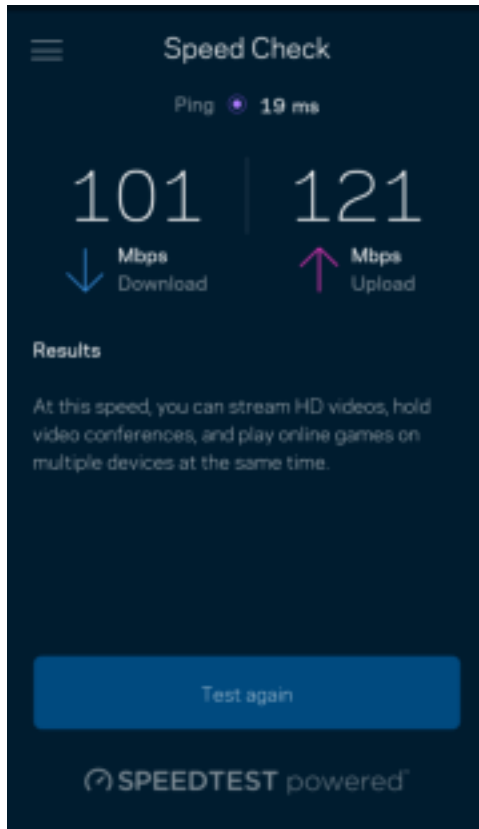 Speed Check
Ping 19 ms
101 121
Mbps Mbps
Download Upload
Results
At this speed, you can stream HD videos, hold
video conferences, and play online games on
multiple devices at the same time.
Test again
SPEEDTEST powered™